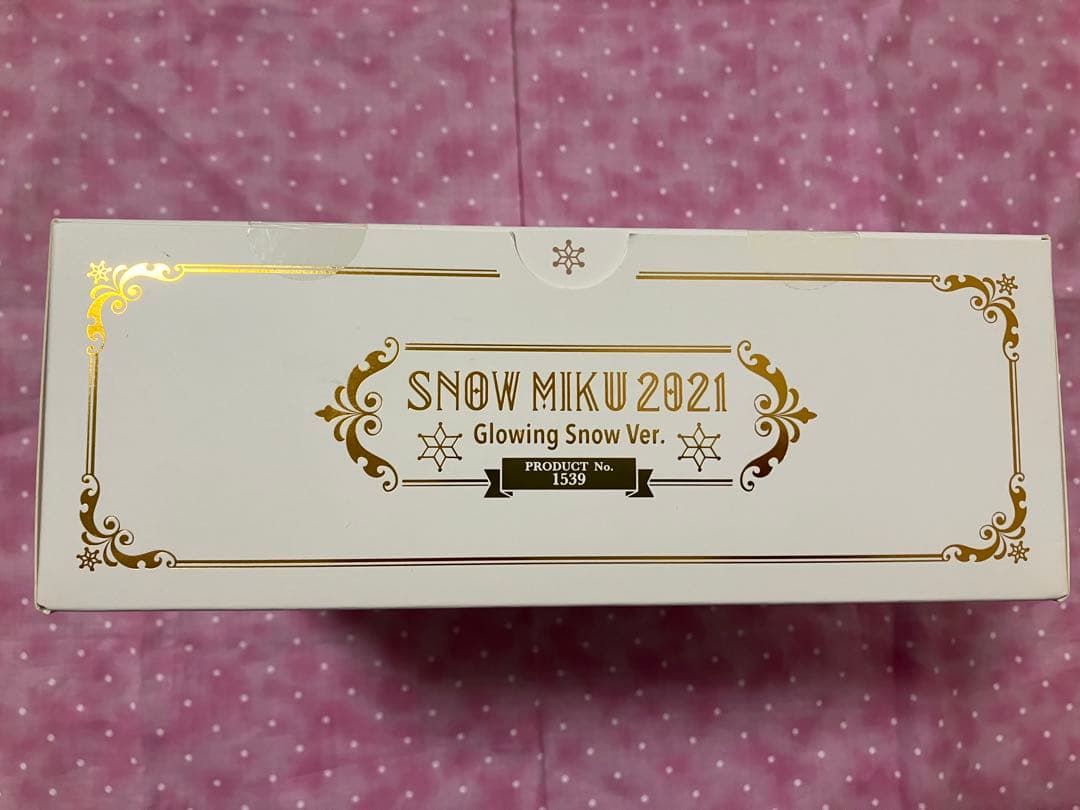 SNOW MIKU 2021
Glowing Snow Ver.
PRODUCT No.
1539